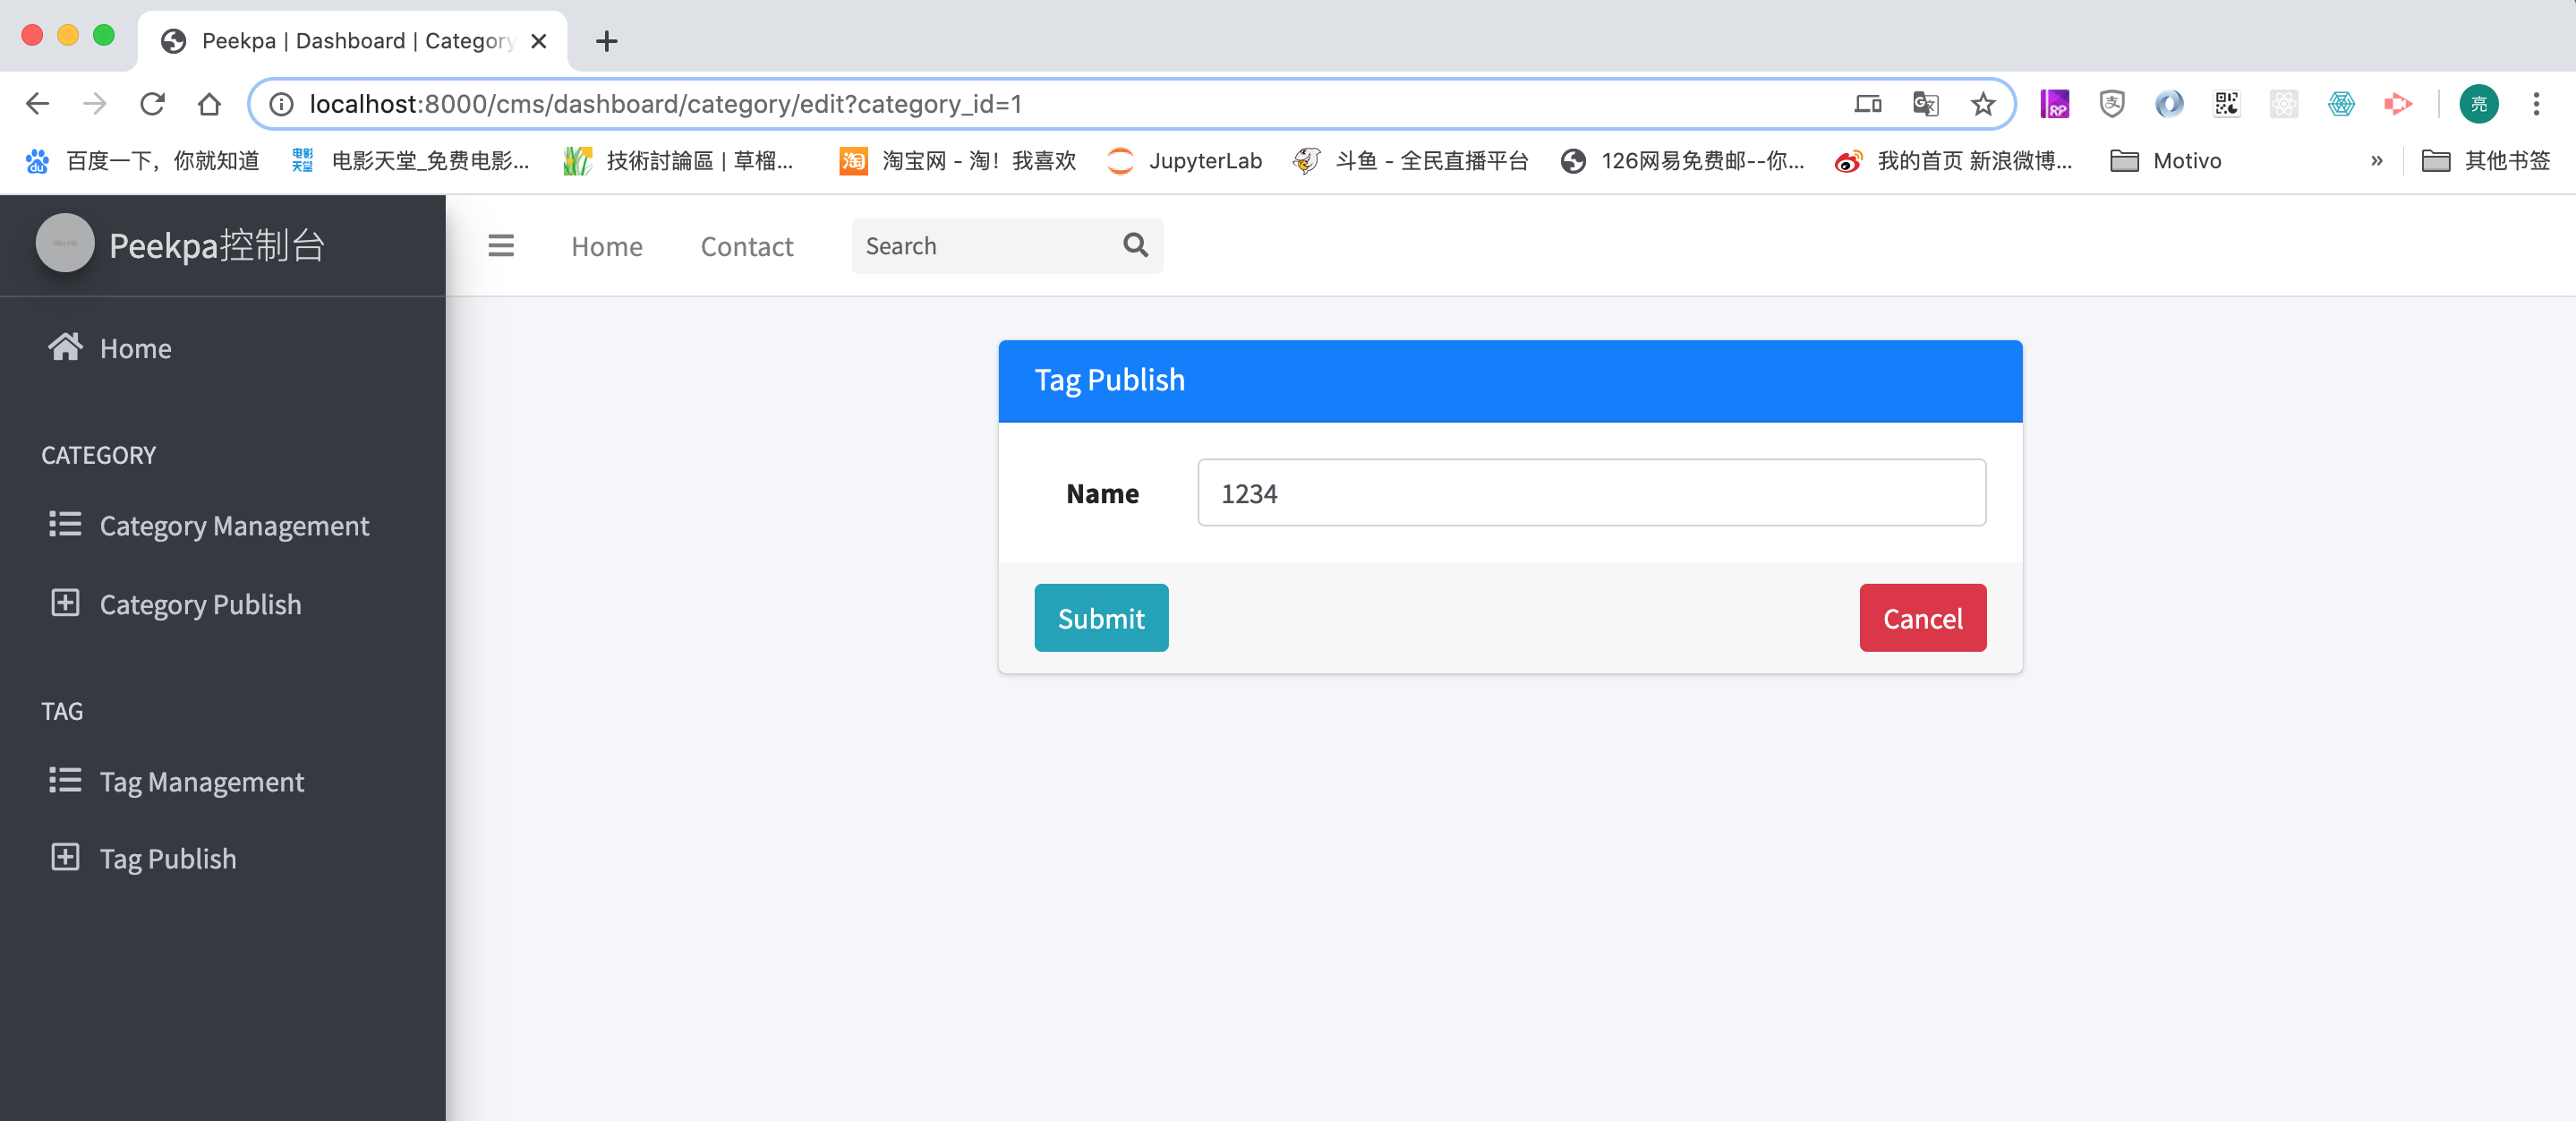 Peekpa | Dashboard | Category
localhost:8000/cms/dashboard/category/edit?category_id=1
亮
百度一下，你就知道
电影天堂_免费电影...
技術討論區 | 草榴...
淘宝网 - 淘！我喜欢
JupyterLab
斗鱼 - 全民直播平台
126网易免费邮--你...
我的首页 新浪微博...
Motivo
»
其他书签
Peekpa控制台
Home
Contact
Search
Home
CATEGORY
Category Management
Category Publish
TAG
Tag Management
Tag Publish
Tag Publish
Name
1234
Submit
Cancel